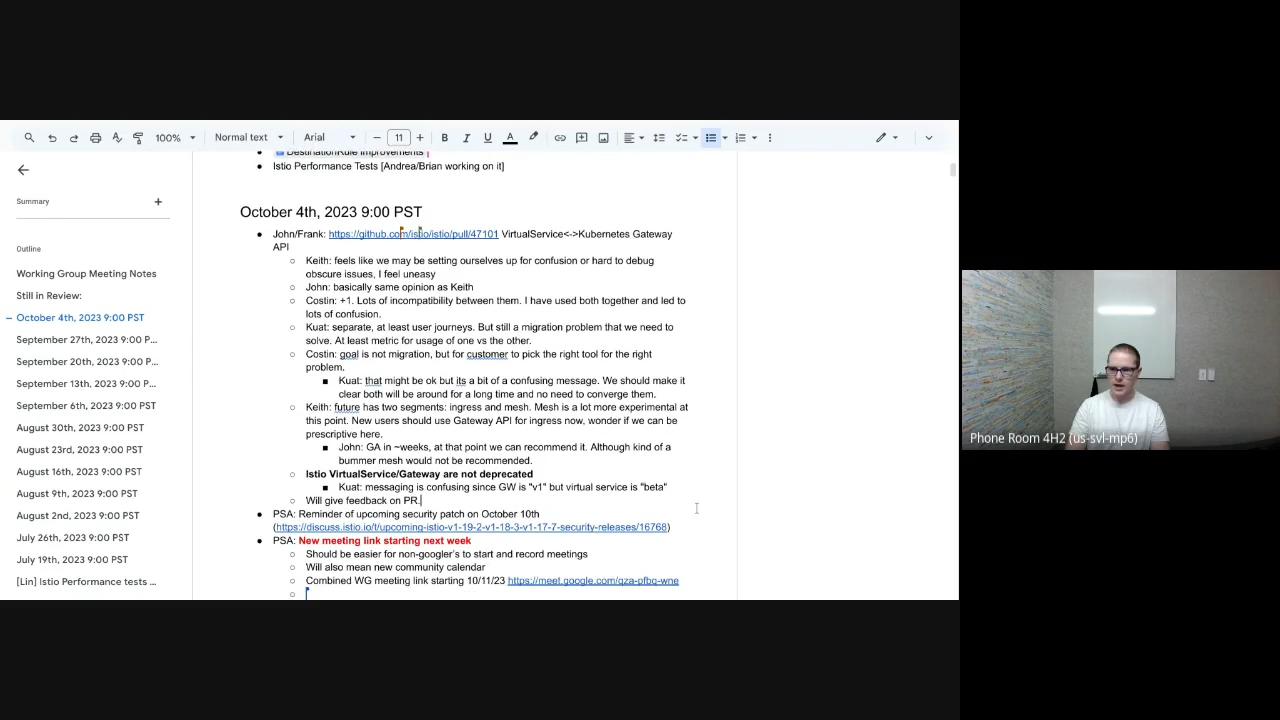 100%
Normal text
Arial
11
DestinationRule Improvements
Istio Performance Tests [Andrea/Brian working on it]
Summary
Outline
Working Group Meeting Notes
Still in Review:
October 4th, 2023 9:00 PST
September 27th, 2023 9:00 P...
September 20th, 2023 9:00 P...
September 13th, 2023 9:00 P...
September 6th, 2023 9:00 PST
August 30th, 2023 9:00 PST
August 23rd, 2023 9:00 PST
August 16th, 2023 9:00 PST
August 9th, 2023 9:00 PST
August 2nd, 2023 9:00 PST
July 26th, 2023 9:00 PST
July 19th, 2023 9:00 PST
[Lin] Istio Performance tests ...
October 4th, 2023 9:00 PST
John/Frank: https://github.com/istio/istio/pull/47101 VirtualService<->Kubernetes Gateway
API
Keith: feels like we may be setting ourselves up for confusion or hard to debug
obscure issues, I feel uneasy
John: basically same opinion as Keith
Costin: +1. Lots of incompatibility between them. I have used both together and led to
lots of confusion.
Kuat: separate, at least user journeys. But still a migration problem that we need to
solve. At least metric for usage of one vs the other.
Costin: goal is not migration, but for customer to pick the right tool for the right
problem.
Kuat: that might be ok but its a bit of a confusing message. We should make it
clear both will be around for a long time and no need to converge them.
Keith: future has two segments: ingress and mesh. Mesh is a lot more experimental at
this point. New users should use Gateway API for ingress now, wonder if we can be
prescriptive here.
John: GA in ~weeks, at that point we can recommend it. Although kind of a
bummer mesh would not be recommended.
Istio VirtualService/Gateway are not deprecated
Kuat: messaging is confusing since GW is "v1" but virtual service is "beta"
Will give feedback on PR.
PSA: Reminder of upcoming security patch on October 10th
(https://discuss.istio.io/t/upcoming-istio-v1-19-2-v1-18-3-v1-17-7-security-releases/16768)
PSA: New meeting link starting next week
Should be easier for non-googler's to start and record meetings
Will also mean new community calendar
Combined WG meeting link starting 10/11/23 https://meet.google.com/qza-pfbq-wne
Phone Room 4H2 (us-svl-mp6)